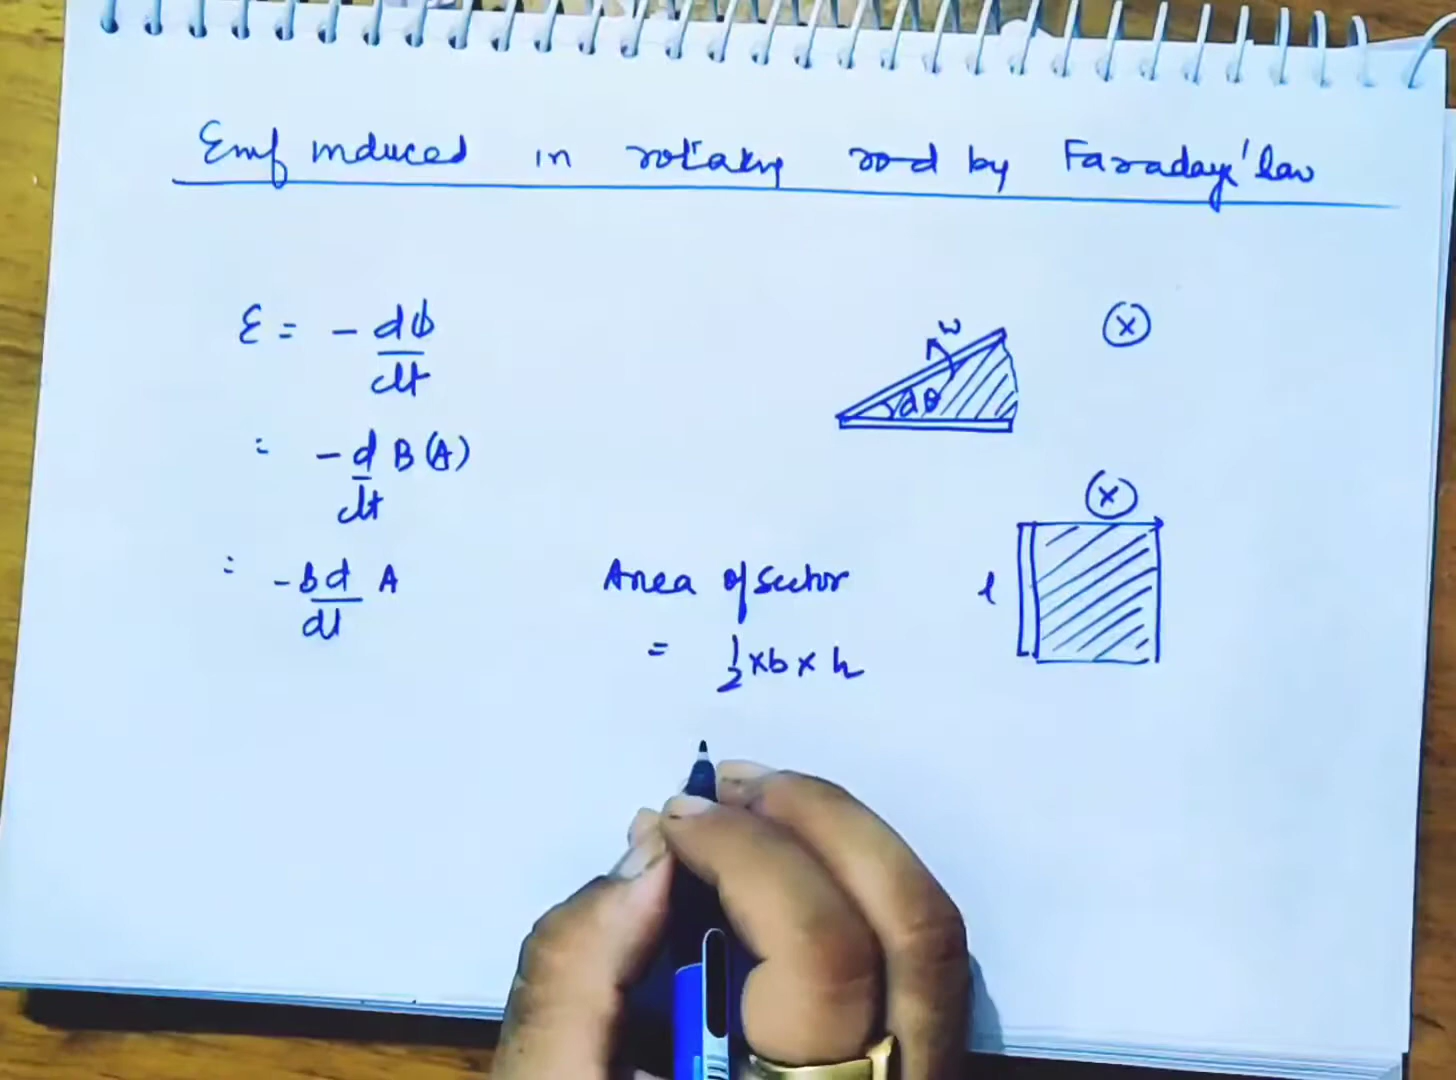 Emf induced in rotating rod by Faraday's law
ε = - dϕ/dt
= - d/dt B(A)
= -B d/dt A
ω
dθ
x
Area of sector
= 1/2 x b x h
x
l